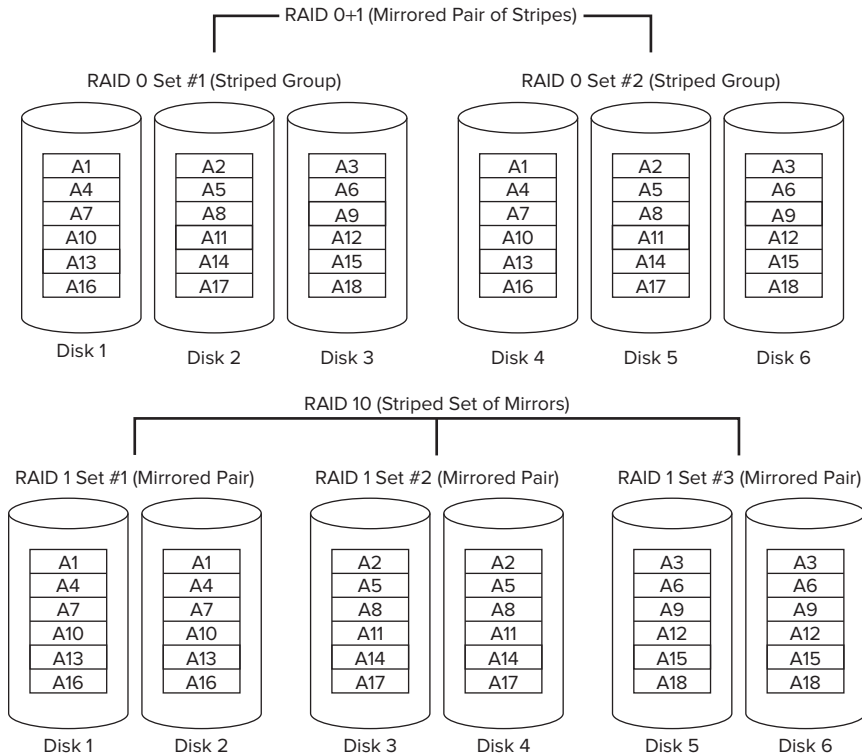 RAID 0+1 (Mirrored Pair of Stripes)
RAID 0 Set #1 (Striped Group)
RAID 0 Set #2 (Striped Group)
A1
A4
A7
A10
A13
A16
Disk 1
A2
A5
A8
A11
A14
A17
Disk 2
A3
A6
A9
A12
A15
A18
Disk 3
A1
A4
A7
A10
A13
A16
Disk 4
A2
A5
A8
A11
A14
A17
Disk 5
A3
A6
A9
A12
A15
A18
Disk 6
RAID 10 (Striped Set of Mirrors)
RAID 1 Set #1 (Mirrored Pair)
RAID 1 Set #2 (Mirrored Pair)
RAID 1 Set #3 (Mirrored Pair)
A1
A4
A7
A10
A13
A16
Disk 1
A1
A4
A7
A10
A13
A16
Disk 2
A2
A5
A8
A11
A14
A17
Disk 3
A2
A5
A8
A11
A14
A17
Disk 4
A3
A6
A9
A12
A15
A18
Disk 5
A3
A6
A9
A12
A15
A18
Disk 6